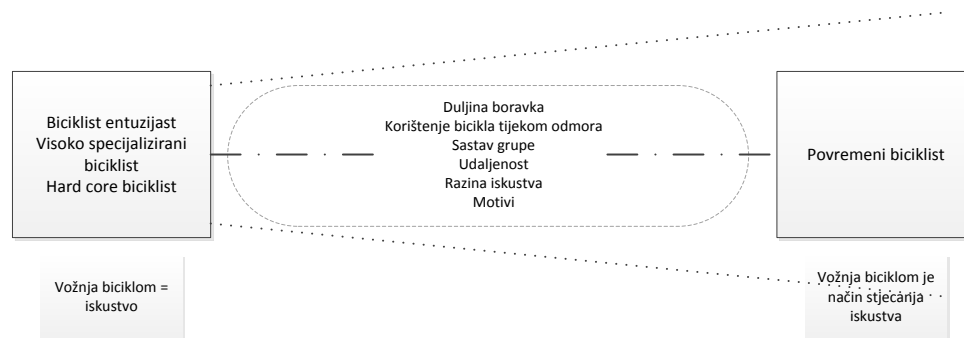 Biciklist entuzijast
Visoko specijalizirani
biciklist
Hard core biciklist
Duljina boravka
Korištenje bicikla tijekom odmora
Sastav grupe
Udaljenost
Razina iskustva
Motivi
Povremeni biciklist
Vožnja biciklom =
iskustvo
Vožnja biciklom je
način stjecanja
iskustva